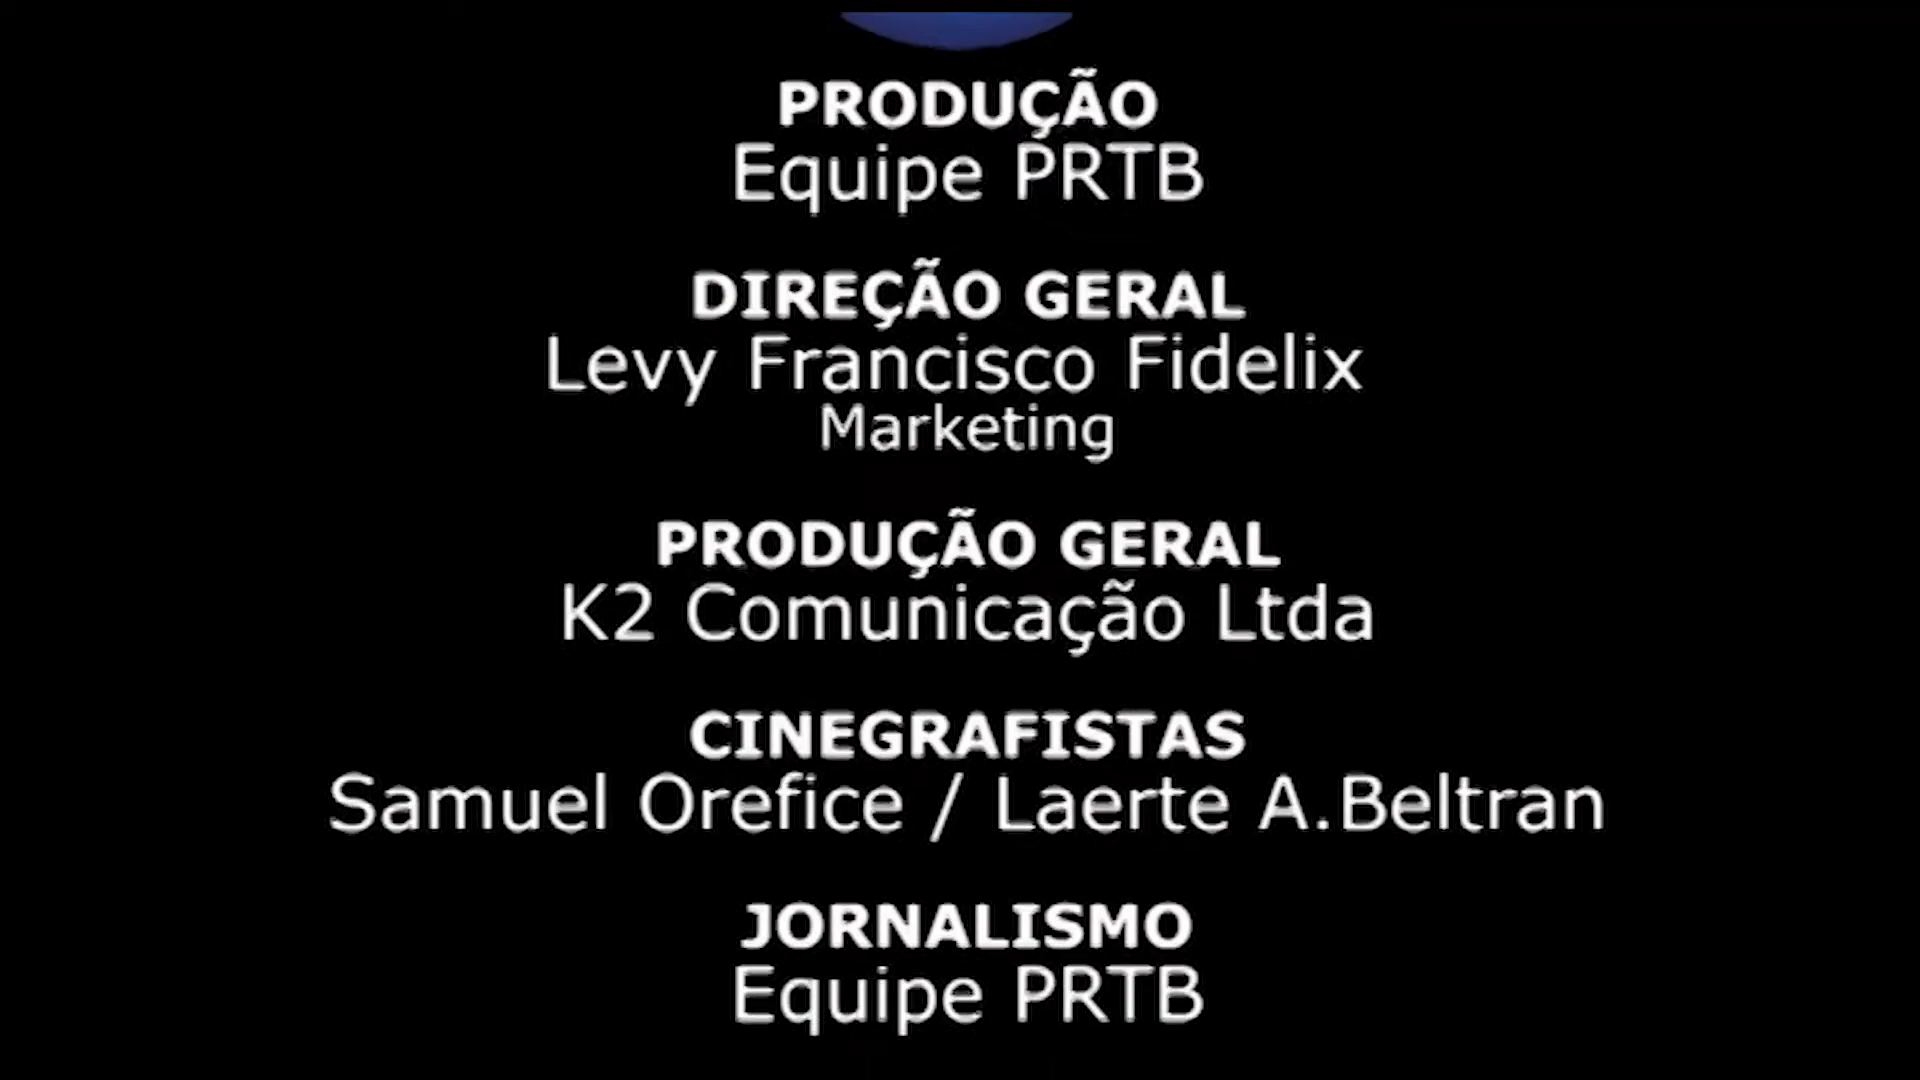 PRODUÇÃO
Equipe PRTB
DIREÇÃO GERAL
Levy Francisco Fidelix
Marketing
PRODUÇÃO GERAL
K2 Comunicação Ltda
CINEGRAFISTAS
Samuel Orefice / Laerte A.Beltran
JORNALISMO
Equipe PRTB